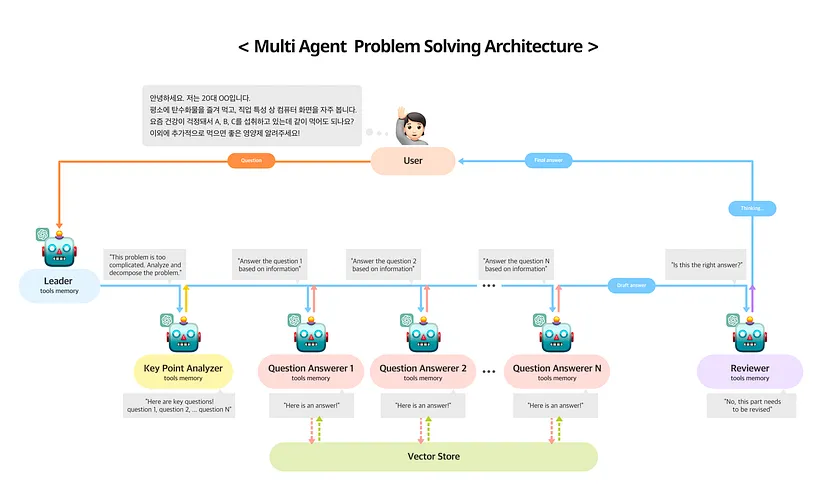 < Multi Agent Problem Solving Architecture >
안녕하세요. 저는 20대 OO입니다.
평소에 탄수화물을 즐겨 먹고, 직업 특성 상 컴퓨터 화면을 자주 봅니다.
요즘 건강이 걱정돼서 A, B, C를 섭취하고 있는데 같이 먹어도 되나요?
이외에 추가적으로 먹으면 좋은 영양제 알려주세요!
User
Question
Final answer
Thinking...
Leader
tools memory
"This problem is too
complicated. Analyze and
decompose the problem."
"Answer the question 1
based on information"
"Answer the question 2
based on information"
"Answer the question N
based on information"
"Is this the right answer?"
•••
Draft answer
Key Point Analyzer
tools memory
Question Answerer 1
tools memory
Question Answerer 2
tools memory
•••
Question Answerer N
tools memory
Reviewer
tools memory
"Here are key questions!
question 1, question 2, ... question N"
"Here is an answer!"
"Here is an answer!"
"Here is an answer!"
"No, this part needs
to be revised"
Vector Store